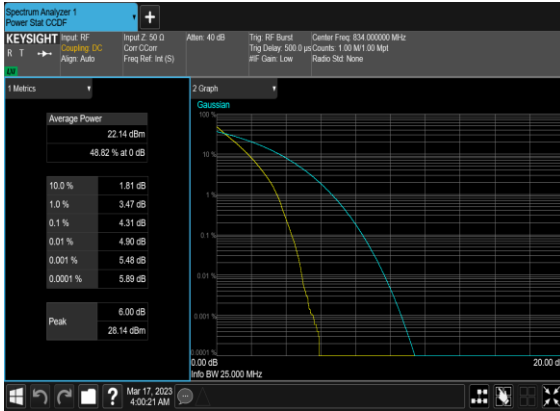 Spectrum Analyzer 1
Power Stat CCDF
+
KEYSIGHT
R T
LXI
Input: RF
Coupling: DC
Align: Auto
Input Z: 50 Ω
Corr CCorr
Freq Ref: Int (S)
Atten: 40 dB
Trig: RF Burst
Trig Delay: 500.0 µs
#IF Gain: Low
Center Freq: 834.000000 MHz
Counts: 1.00 M/1.00 Mpt
Radio Std: None
1 Metrics
Average Power
22.14 dBm
48.82 % at 0 dB
10.0 % 1.81 dB
1.0 % 3.47 dB
0.1 % 4.31 dB
0.01 % 4.90 dB
0.001 % 5.48 dB
0.0001 % 5.89 dB
Peak
6.00 dB
28.14 dBm
2 Graph
Gaussian
100 %
10 %
1 %
0.1 %
0.01 %
0.001 %
0.0001 %
0.00 dB
20.00 d
Info BW 25.000 MHz
?
Mar 17, 2023
4:00:21 AM